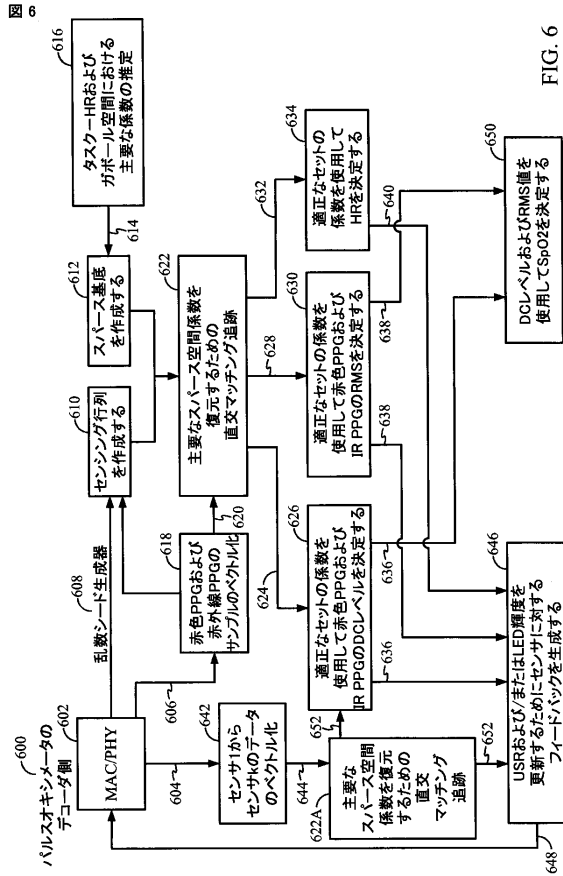 図 6
600
パルスオキシメータの
デコーダ側
602
MAC/PHY
乱数シード生成器
608
610
センシング行列
を作成する
612
スパース基底
を作成する
614
616
タスクーHRおよび
ガボール空間における
主要な係数の推定
606
618
赤色PPGおよび
赤外線PPGの
サンプルのベクトル化
620
622
主要なスパース空間係数を
復元するための
直交マッチング追跡
604
642
センサ1から
センサkのデータ
のベクトル化
644
624
628
632
626
適正なセットの係数を
使用して赤色PPGおよび
IR PPGのDCレベルを決定する
630
適正なセットの係数を
使用して赤色PPGおよび
IR PPGのRMSを決定する
634
適正なセットの
係数を使用して
HRを決定する
652
622A
主要な
スパース空間
係数を復元
するための
直交
マッチング
追跡
652
636
636
638
638
640
646
USRおよび/またはLED輝度を
更新するためにセンサに対する
フィードバックを生成する
648
650
DCレベルおよびRMS値を
使用してSpO2を決定する
FIG. 6